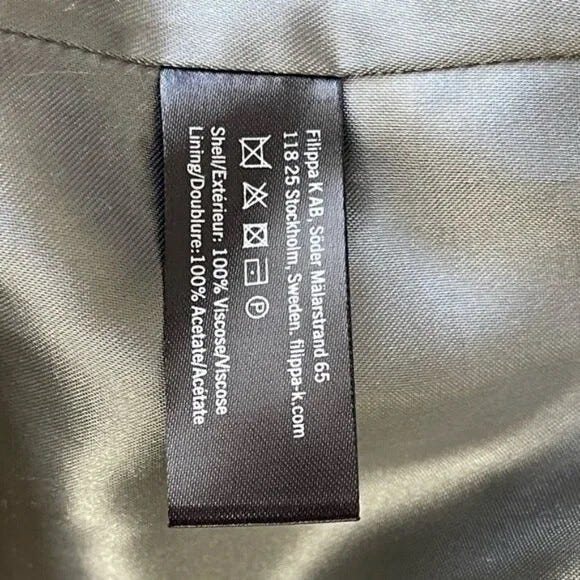 Filippa K AB, Söder Mälarstrand 65
118 25 Stockholm, Sweden. filippa-k.com
P
Shell/Extérieur: 100% Viscose/Viscose
Lining/Doublure:100% Acetate/Acétate